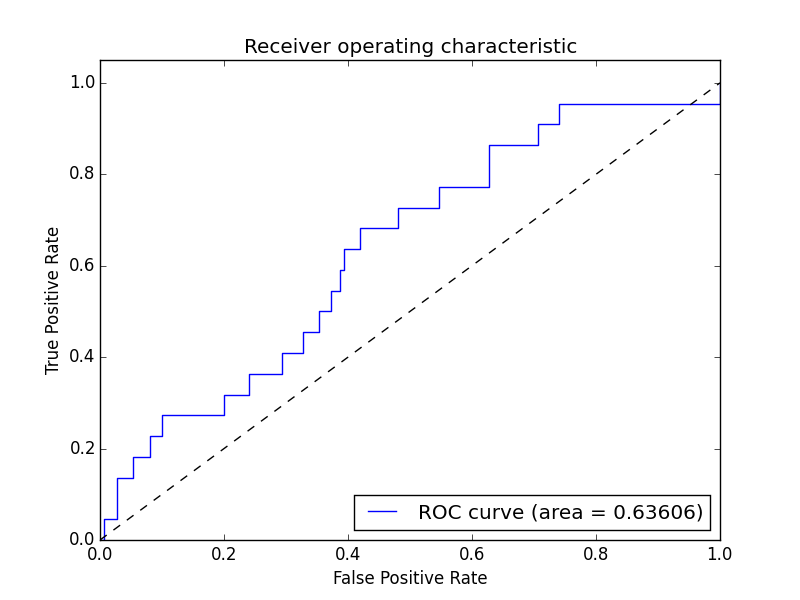 Receiver operating characteristic
True Positive Rate
1.0
0.8
0.6
0.4
0.2
0.0
ROC curve (area = 0.63606)
0.0 0.2 0.4 0.6 0.8 1.0
False Positive Rate